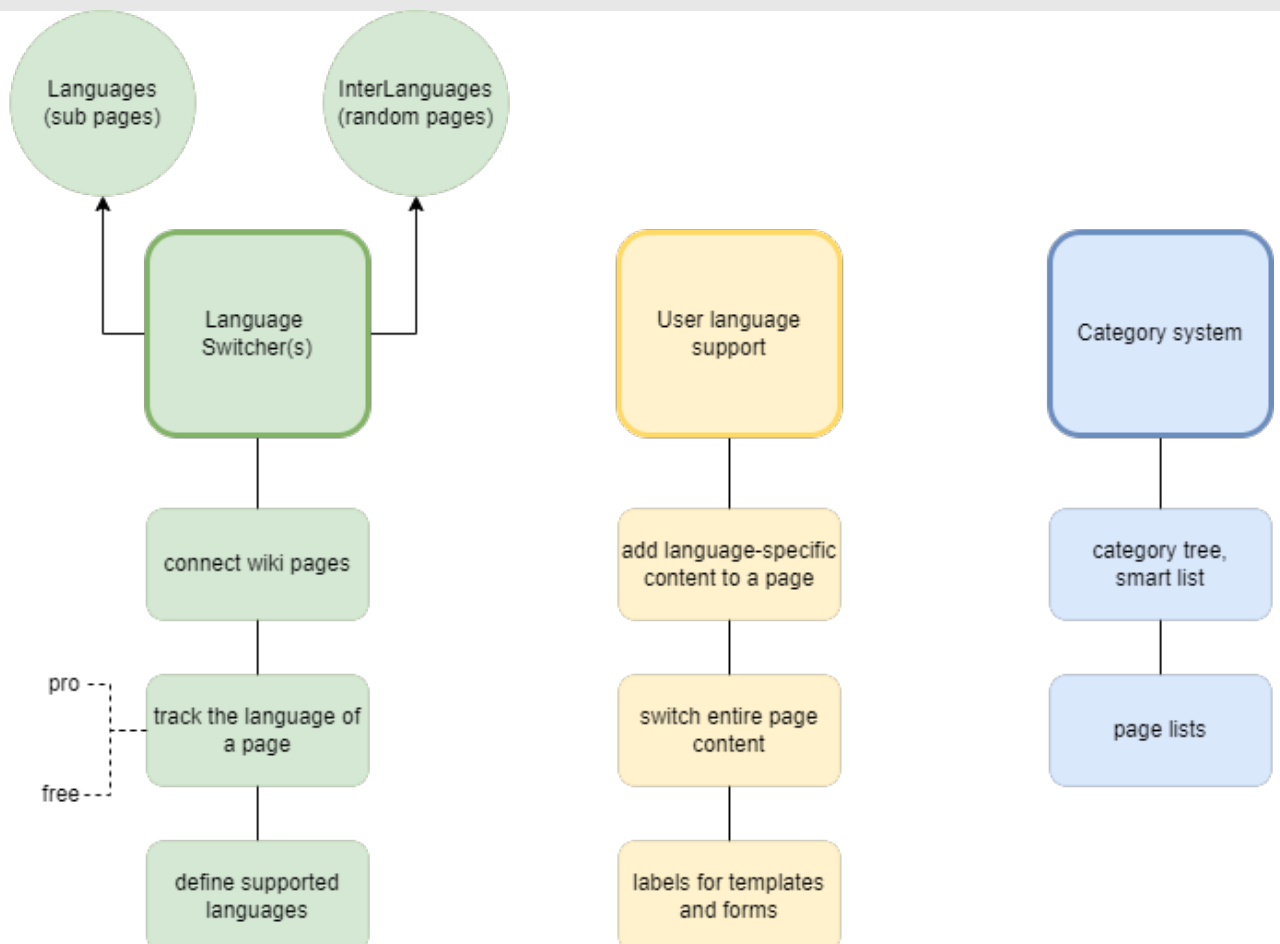 Languages
(sub pages)
InterLanguages
(random pages)
Language
Switcher(s)
User language
support
Category system
connect wiki pages
add language-specific
content to a page
category tree,
smart list
pro
free
track the language of
a page
switch entire page
content
page lists
define supported
languages
labels for templates
and forms